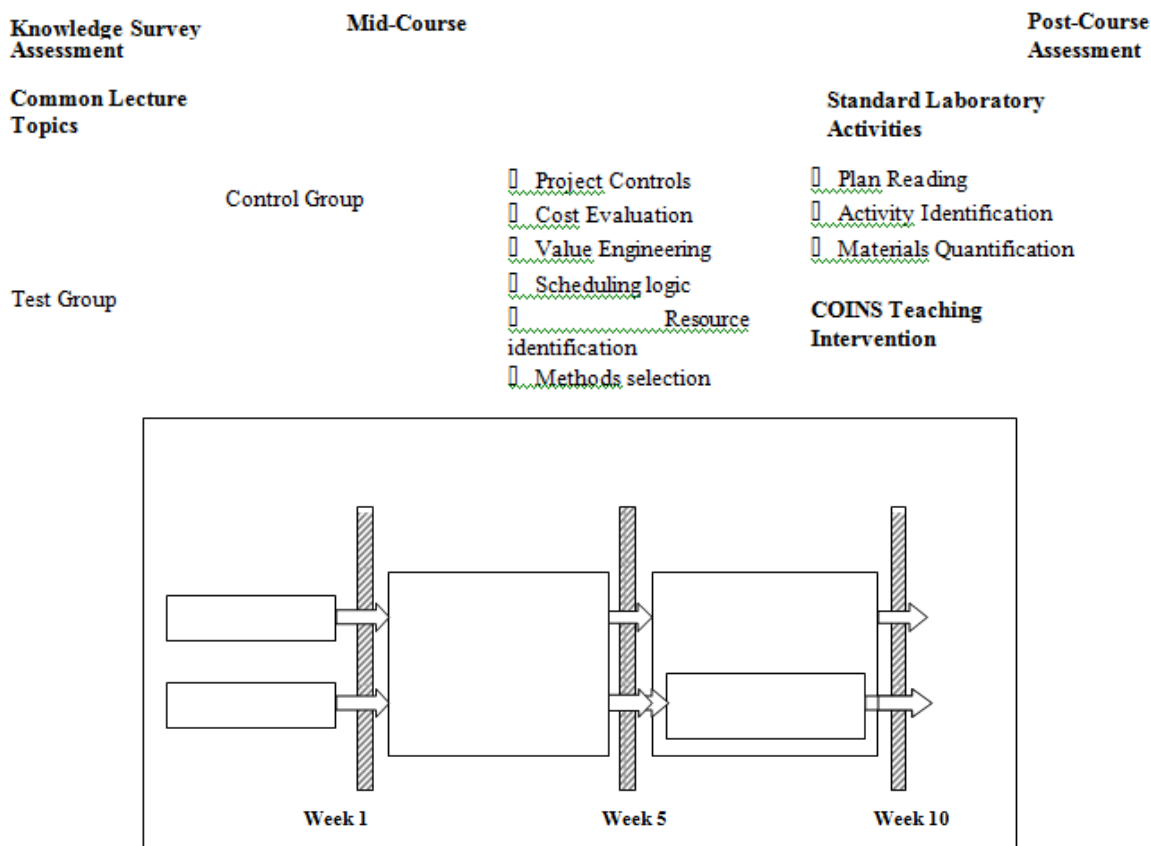 Knowledge Survey
Assessment
Mid-Course
Post-Course
Assessment
Common Lecture
Topics
Standard Laboratory
Activities
Control Group
Test Group
▯ Project Controls
▯ Cost Evaluation
▯ Value Engineering
▯ Scheduling logic
▯ Resource
identification
▯ Methods selection
▯ Plan Reading
▯ Activity Identification
▯ Materials Quantification
COINS Teaching
Intervention
Week 1
Week 5
Week 10